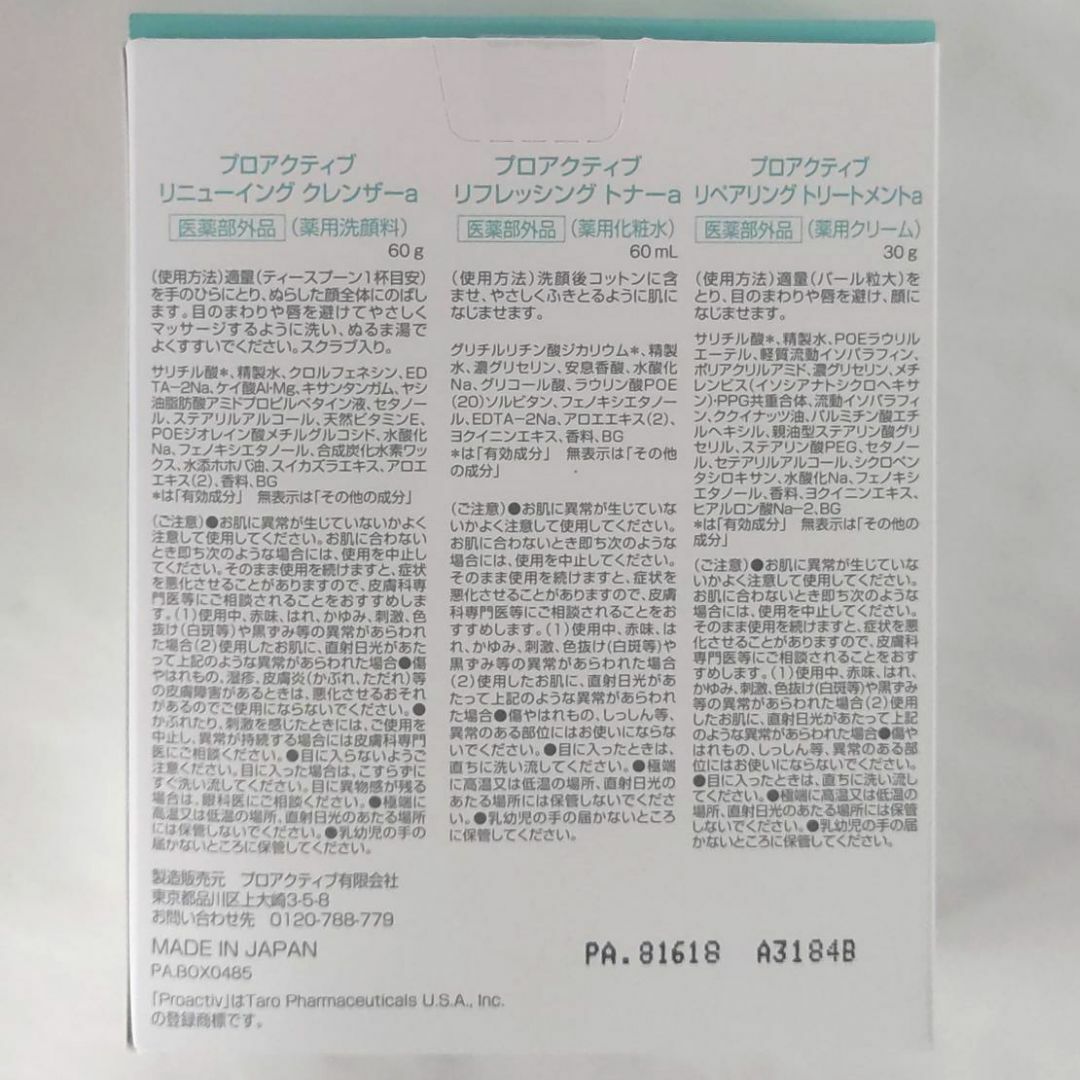 プロアクティブ
リニューイング クレンザーa
医薬部外品 (薬用洗顔料)
60g
(使用方法)適量(ティースプーン1杯目安)
を手のひらにとり、ぬらした顔全体にのばし
ます。目のまわりや唇を避けてやさしく
マッサージするように洗い、ぬるま湯で
よくすすいでください。スクラブ入り。
サリチル酸*、精製水、クロルフェネシン、ED
TA-2Na、ケイ酸Al・Mg、キサンタンガム、ヤシ
油脂肪酸アミドプロピルベタイン液、セタノー
ル、ステアリルアルコール、天然ビタミンE、
POEジオレイン酸メチルグルコシド、水酸化
Na、フェノキシエタノール、合成炭化水素ワッ
クス、水添ホホバ油、スイカズラエキス、アロエ
エキス(2)、香料、BG
*は「有効成分」 無表示は「その他の成分」
(ご注意)●お肌に異常が生じていないかよく
注意して使用してください。お肌に合わない
とき即ち次のような場合には、使用を中止し
てください。そのまま使用を続けますと、症状
を悪化させることがありますので、皮膚科専
門医等にご相談されることをおすすめしま
す。(1)使用中、赤味、はれ、かゆみ、刺激、色
抜け(白斑等)や黒ずみ等の異常があらわれ
た場合(2)使用したお肌に、直射日光があた
って上記のような異常があらわれた場合●傷
やはれもの、湿疹、皮膚炎(かぶれ、ただれ)等
の皮膚障害があるときは、悪化させるおそれ
があるのでご使用にならないでください。●
かぶれたり、刺激を感じたときには、ご使用を
中止し、異常が持続する場合には皮膚科専門
医にご相談ください。●目に入らないようご
注意ください。目に入った場合は、こすらずに
すぐ洗い流してください。目に異物感が残る
場合は、眼科医にご相談ください。●極端に
高温又は低温の場所、直射日光のあたる場所
には保管しないでください。●乳幼児の手の
届かないところに保管してください。
プロアクティブ
リフレッシング トナーa
医薬部外品 (薬用化粧水)
60mL
(使用方法)洗顔後コットンに含
ませ、やさしくふきとるように肌に
なじませます。
グリチルリチン酸ジカリウム*、精製
水、濃グリセリン、安息香酸、水酸化
Na、グリコール酸、ラウリン酸POE
(20)ソルビタン、フェノキシエタノー
ル、EDTA-2Na、アロエエキス(2)、
ヨクイニンエキス、香料、BG
*は「有効成分」 無表示は「その他
の成分」
(ご注意)●お肌に異常が生じていな
いかよく注意して使用してください。
お肌に合わないとき即ち次のような
場合には、使用を中止してください。
そのまま使用を続けますと、症状を
悪化させることがありますので、皮膚
科専門医等にご相談されることをお
すすめします。(1)使用中、赤味、は
れ、かゆみ、刺激、色抜け(白斑等)や
黒ずみ等の異常があらわれた場合
(2)使用したお肌に、直射日光があ
たって上記のような異常があらわれ
た場合●傷やはれもの、しっしん等、
異常のある部位にはお使いにならな
いでください。●目に入ったときは、
直ちに洗い流してください。●極端
に高温又は低温の場所、直射日光の
あたる場所には保管しないでくださ
い。●乳幼児の手の届かないところ
に保管してください。
プロアクティブ
リペアリング トリートメントa
医薬部外品 (薬用クリーム)
30g
(使用方法)適量(パール粒大)を
とり、目のまわりや唇を避け、顔に
なじませます。
サリチル酸*、精製水、POEラウリル
エーテル、軽質流動イソパラフィン、
ポリアクリルアミド、濃グリセリン、メチ
レンビス(イソシアナトシクロヘキサ
ン)・PPG共重合体、流動イソパラフィ
ン、ククイナッツ油、パルミチン酸エチ
ルヘキシル、親油型ステアリン酸グリ
セリル、ステアリン酸PEG、セタノー
ル、セテアリルアルコール、シクロペン
タシロキサン、水酸化Na、フェノキシ
エタノール、香料、ヨクイニンエキス、
ヒアルロン酸Na-2、BG
*は「有効成分」 無表示は「その他の
成分」
(ご注意)●お肌に異常が生じていな
いかよく注意して使用してください。
お肌に合わないとき即ち次のような
場合には、使用を中止してください。
そのまま使用を続けますと、症状を悪
化させることがありますので、皮膚科
専門医等にご相談されることをおす
すめします。(1)使用中、赤味、はれ、
かゆみ、刺激、色抜け(白斑等)や黒ずみ
等の異常があらわれた場合(2)使用
したお肌に、直射日光があたって上記
のような異常があらわれた場合●傷や
はれもの、しっしん等、異常のある部
位にはお使いにならないでください。
●目に入ったときは、直ちに洗い流し
てください。●極端に高温又は低温の
場所、直射日光のあたる場所には保管
しないでください。●乳幼児の手の届
かないところに保管してください。
製造販売元 プロアクティブ有限会社
東京都品川区上大崎3-5-8
お問い合わせ先 0120-788-779
MADE IN JAPAN
PA.BOX0485
PA.81618 A3184B
「Proactiv」はTaro Pharmaceuticals U.S.A., Inc.
の登録商標です。